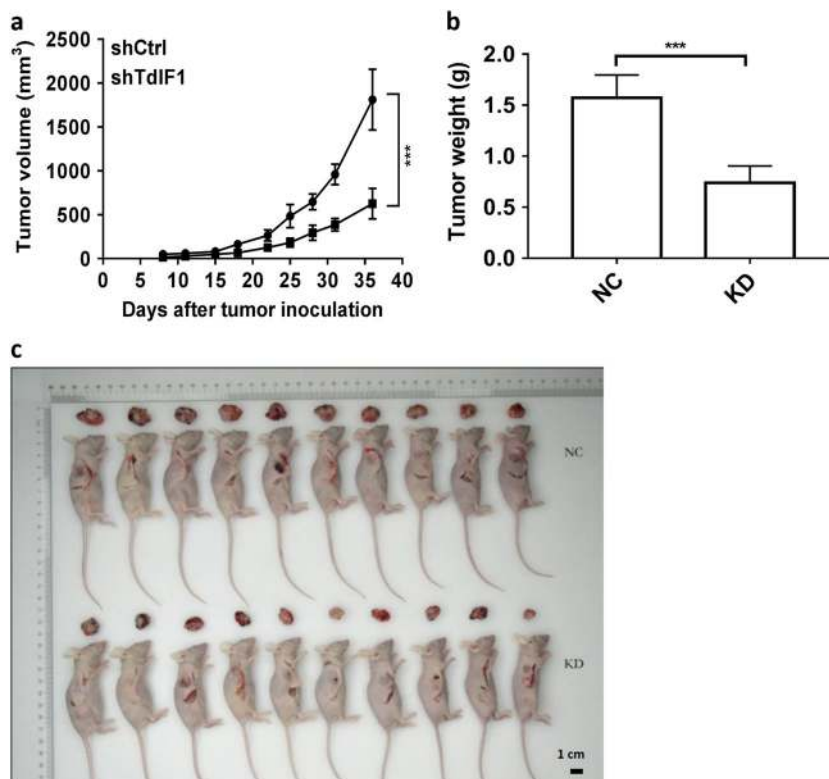 a
shCtrl
shTdIF1
Tumor volume (mm³)
2500
2000
1500
1000
500
0
***
0 5 10 15 20 25 30 35 40
Days after tumor inoculation
b
Tumor weight (g)
2.0
1.5
1.0
0.5
0.0
***
NC
KD
c
NC
KD
1 cm